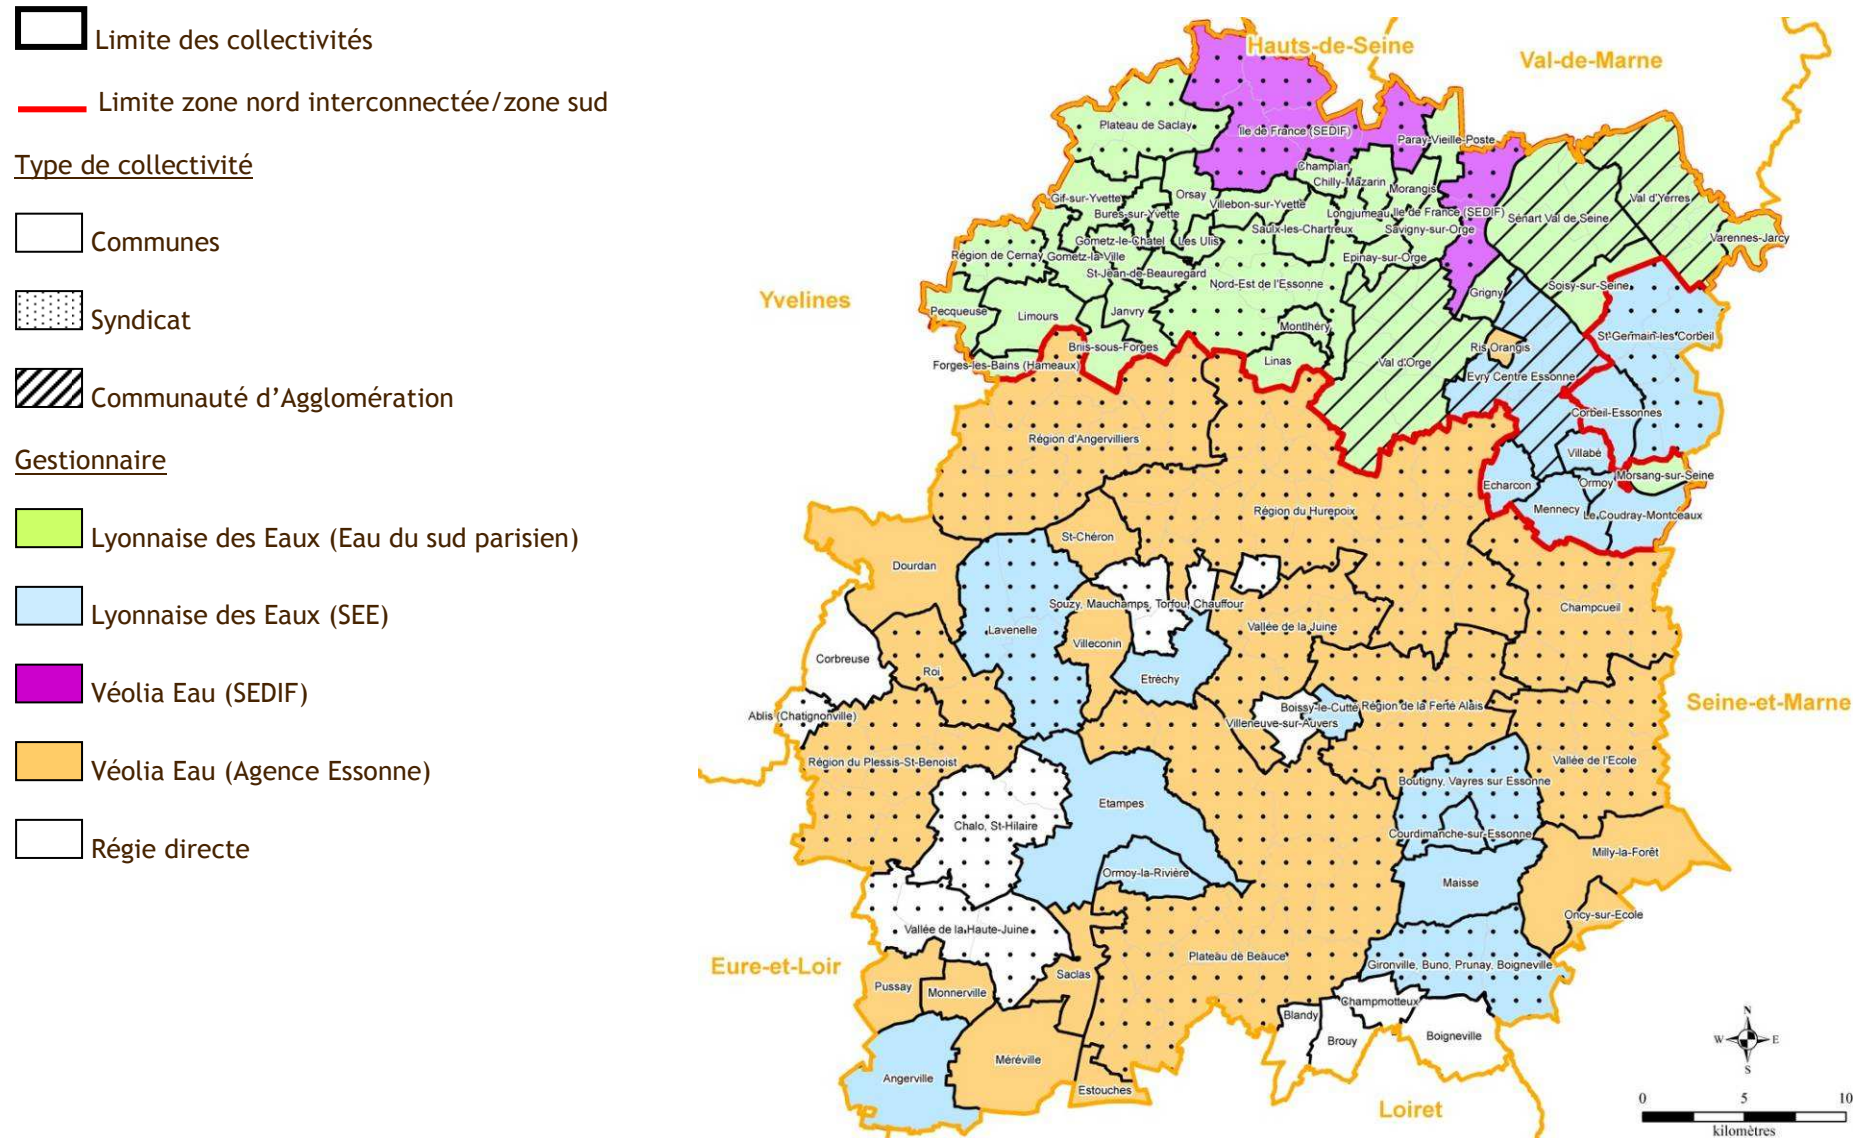 Limite des collectivités
Limite zone nord interconnectée/zone sud
Type de collectivité
Communes
Syndicat
Communauté d’Agglomération
Gestionnaire
Lyonnaise des Eaux (Eau du sud parisien)
Lyonnaise des Eaux (SEE)
Véolia Eau (SEDIF)
Véolia Eau (Agence Essonne)
Régie directe
Hauts-de-Seine
Val-de-Marne
Yvelines
Seine-et-Marne
Eure-et-Loir
Loiret
Plateau de Saclay
Ile de France (SEDIF)
Paray-Vieille-Poste
Champlan
Chilly-Mazarin
Morangis
Gif-sur-Yvette
Orsay
Villebon-sur-Yvette
Bures-sur-Yvette
Longjumeau
Ile de France (SEDIF)
Sénart Val de Seine
Val d'Yerres
Varennes-Jarcy
Gometz-le-Chatel
Les Ulis
Saulx-les-Chartreux
Savigny-sur-Orge
Région de Cernay
Gometz-la-Ville
Epinay-sur-Orge
St-Jean-de-Beauregard
Nord-Est de l'Essonne
Grigny
Soisy-sur-Seine
Pecqueuse
Limours
Janvry
Montlhéry
St-Germain-les-Corbeil
Briis-sous-Forges
Ris Orangis
Forges-les-Bains (Hameaux)
Linas
Val d'Orge
Evry Centre Essonne
Corbeil-Essonnes
Région d'Angervilliers
Villabé
Echarcon
Ormoy
Morsang-sur-Seine
Région du Hurepoix
Mennecy
Le Coudray-Montceaux
St-Chéron
Dourdan
Souzy, Mauchamps, Torfou, Chauffour
Champcueil
Lavenelle
Villeconin
Vallée de la Juine
Corbreuse
Roi
Etréchy
Ablis (Chatignonville)
Boissy-le-Cutte
Région de la Ferté Alais
Villeneuve-sur-Auvers
Région du Plessis-St-Benoist
Vallée de l'Ecole
Boutigny, Vayres sur Essonne
Etampes
Chalo, St-Hilaire
Courdimanche-sur-Essonne
Milly-la-Forêt
Ormoy-la-Rivière
Maisse
Oncy-sur-Ecole
Vallée de la Haute-Juine
Plateau de Beauce
Gironville, Buno, Prunay, Boigneville
Saclas
Pussay
Monnerville
Champmotteux
Blandy
Brouy
Boigneville
Méréville
Angerville
Estouches
N
W E
S
0 5 10
kilomètres